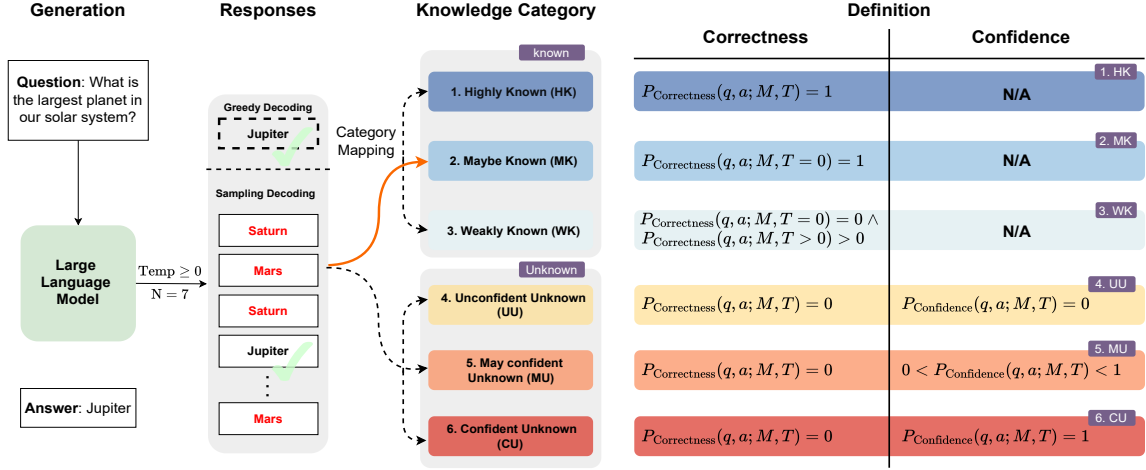 Generation
Responses
Knowledge Category
Definition
Correctness
Confidence
Question: What is
the largest planet in
our solar system?
Large
Language
Model
Temp ≥ 0
N = 7
Answer: Jupiter
Greedy Decoding
Jupiter
Sampling Decoding
Saturn
Mars
Saturn
Jupiter
Mars
Category
Mapping
known
1. Highly Known (HK)
2. Maybe Known (MK)
3. Weakly Known (WK)
Unknown
4. Unconfident Unknown
(UU)
5. May confident
Unknown (MU)
6. Confident Unknown
(CU)
1. HK
P_Correctness(q, a; M, T) = 1
N/A
2. MK
P_Correctness(q, a; M, T = 0) = 1
N/A
3. WK
P_Correctness(q, a; M, T = 0) = 0 ∧
P_Correctness(q, a; M, T > 0) > 0
N/A
4. UU
P_Correctness(q, a; M, T) = 0
P_Confidence(q, a; M, T) = 0
5. MU
P_Correctness(q, a; M, T) = 0
0 < P_Confidence(q, a; M, T) < 1
6. CU
P_Correctness(q, a; M, T) = 0
P_Confidence(q, a; M, T) = 1